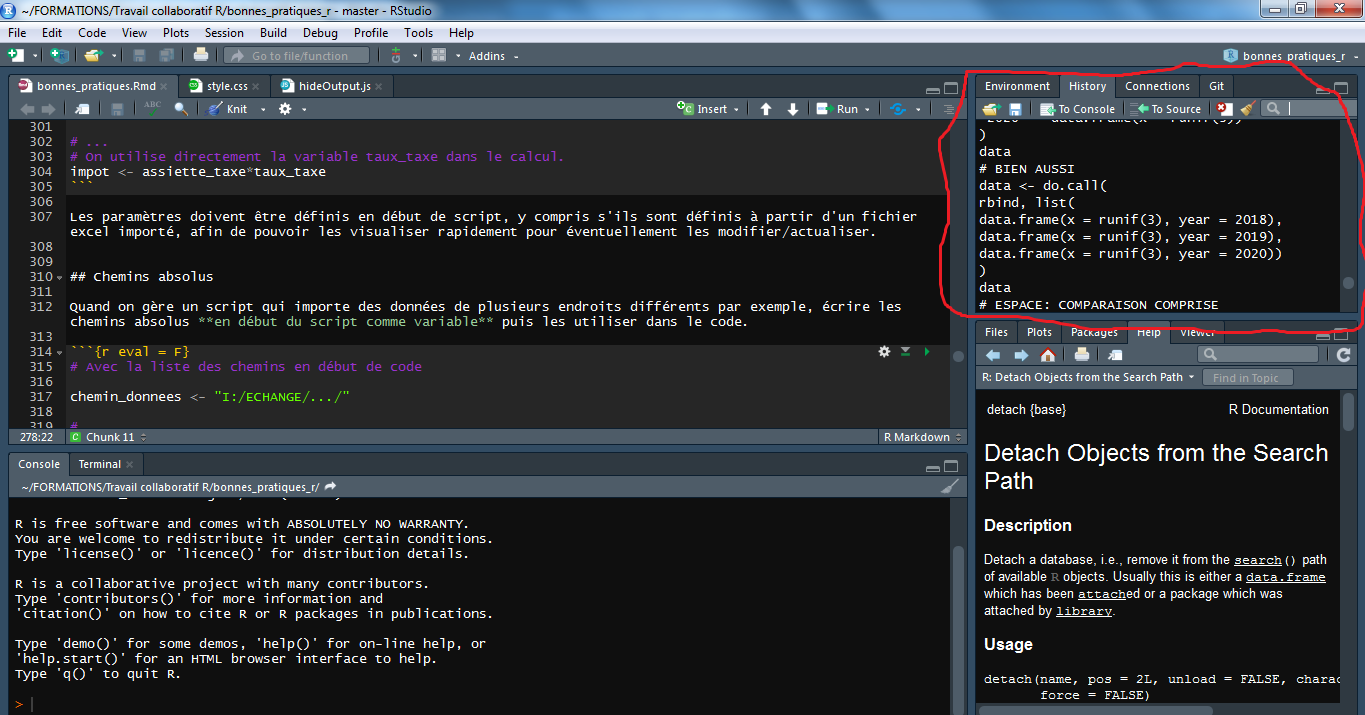 ~/FORMATIONS/Travail collaboratif R/bonnes_pratiques_r - master - RStudio
File Edit Code View Plots Session Build Debug Profile Tools Help
Go to file/function Addins bonnes_pratiques_r
bonnes_pratiques.Rmd style.css hideOutput.js
ABC Knit Insert Run
301
302 # ...
303 # On utilise directement la variable taux_taxe dans le calcul.
304 impot <- assiette_taxe*taux_taxe
305 ```
306
307 Les paramètres doivent être définis en début de script, y compris s'ils sont définis à partir d'un fichier
excel importé, afin de pouvoir les visualiser rapidement pour éventuellement les modifier/actualiser.
308
309
310 ## Chemins absolus
311
312 Quand on gère un script qui importe des données de plusieurs endroits différents par exemple, écrire les
chemins absolus **en début du script comme variable** puis les utiliser dans le code.
313
314 ```{r eval = F}
315 # Avec la liste des chemins en début de code
316
317 chemin_donnees <- "I:/ECHANGE/.../"
318
319 #
278:22 C Chunk 11 R Markdown
Console Terminal
~/FORMATIONS/Travail collaboratif R/bonnes_pratiques_r/
R is free software and comes with ABSOLUTELY NO WARRANTY.
You are welcome to redistribute it under certain conditions.
Type 'license()' or 'licence()' for distribution details.
R is a collaborative project with many contributors.
Type 'contributors()' for more information and
'citation()' on how to cite R or R packages in publications.
Type 'demo()' for some demos, 'help()' for on-line help, or
'help.start()' for an HTML browser interface to help.
Type 'q()' to quit R.
>
Environment History Connections Git
To Console To Source
2020 = data.frame(x = runif(3))
)
data
# BIEN AUSSI
data <- do.call(
rbind, list(
data.frame(x = runif(3), year = 2018),
data.frame(x = runif(3), year = 2019),
data.frame(x = runif(3), year = 2020))
)
data
# ESPACE: COMPARAISON COMPRISE
Files Plots Packages Help Viewer
R: Detach Objects from the Search Path Find in Topic
detach {base} R Documentation
Detach Objects from the Search
Path
Description
Detach a database, i.e., remove it from the search() path
of available R objects. Usually this is either a data.frame
which has been attached or a package which was
attached by library.
Usage
detach(name, pos = 2L, unload = FALSE, charac
force = FALSE)